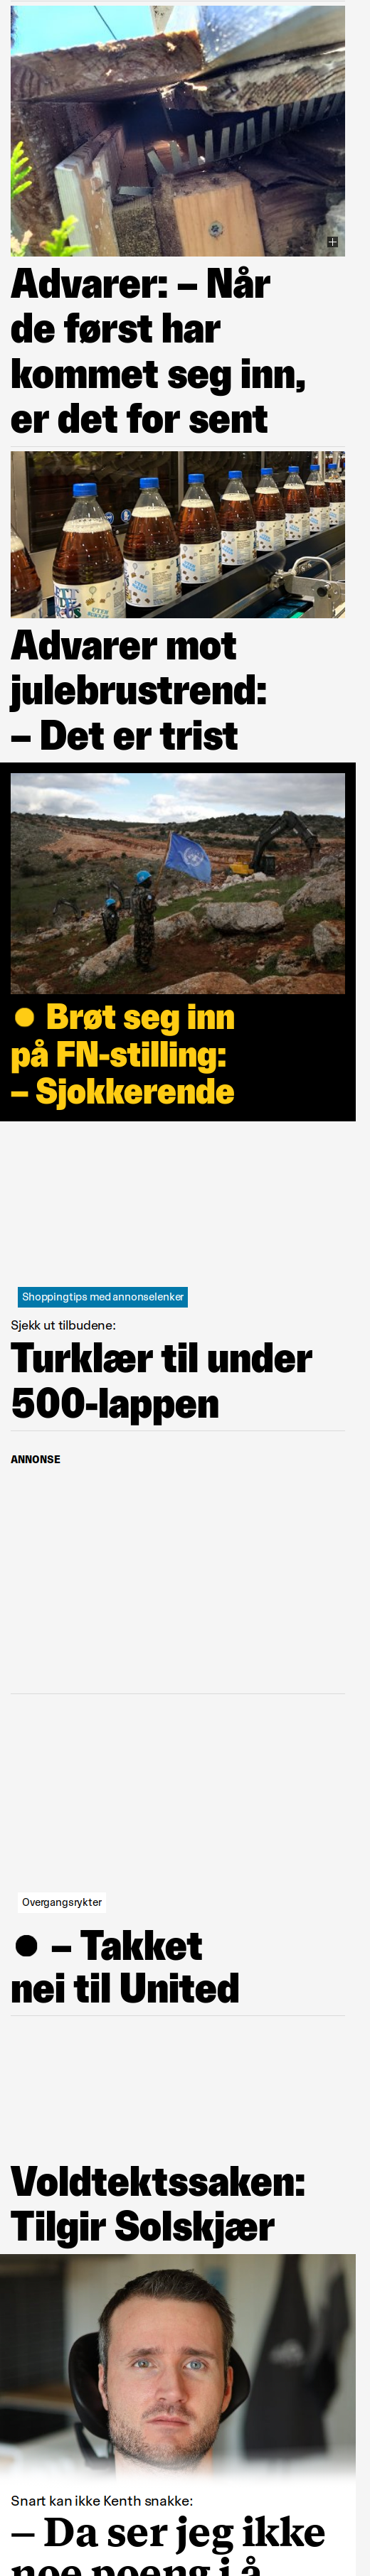 Advarer: – Når
de først har
kommet seg inn,
er det for sent
Advarer mot
julebrustrend:
– Det er trist
● Brøt seg inn
på FN-stilling:
– Sjokkerende
Shoppingtips med annonselenker
Sjekk ut tilbudene:
Turklær til under
500-lappen
ANNONSE
Overgangsrykter
● – Takket
nei til United
Voldtektssaken:
Tilgir Solskjær
Snart kan ikke Kenth snakke:
– Da ser jeg ikke
noe poeng i å